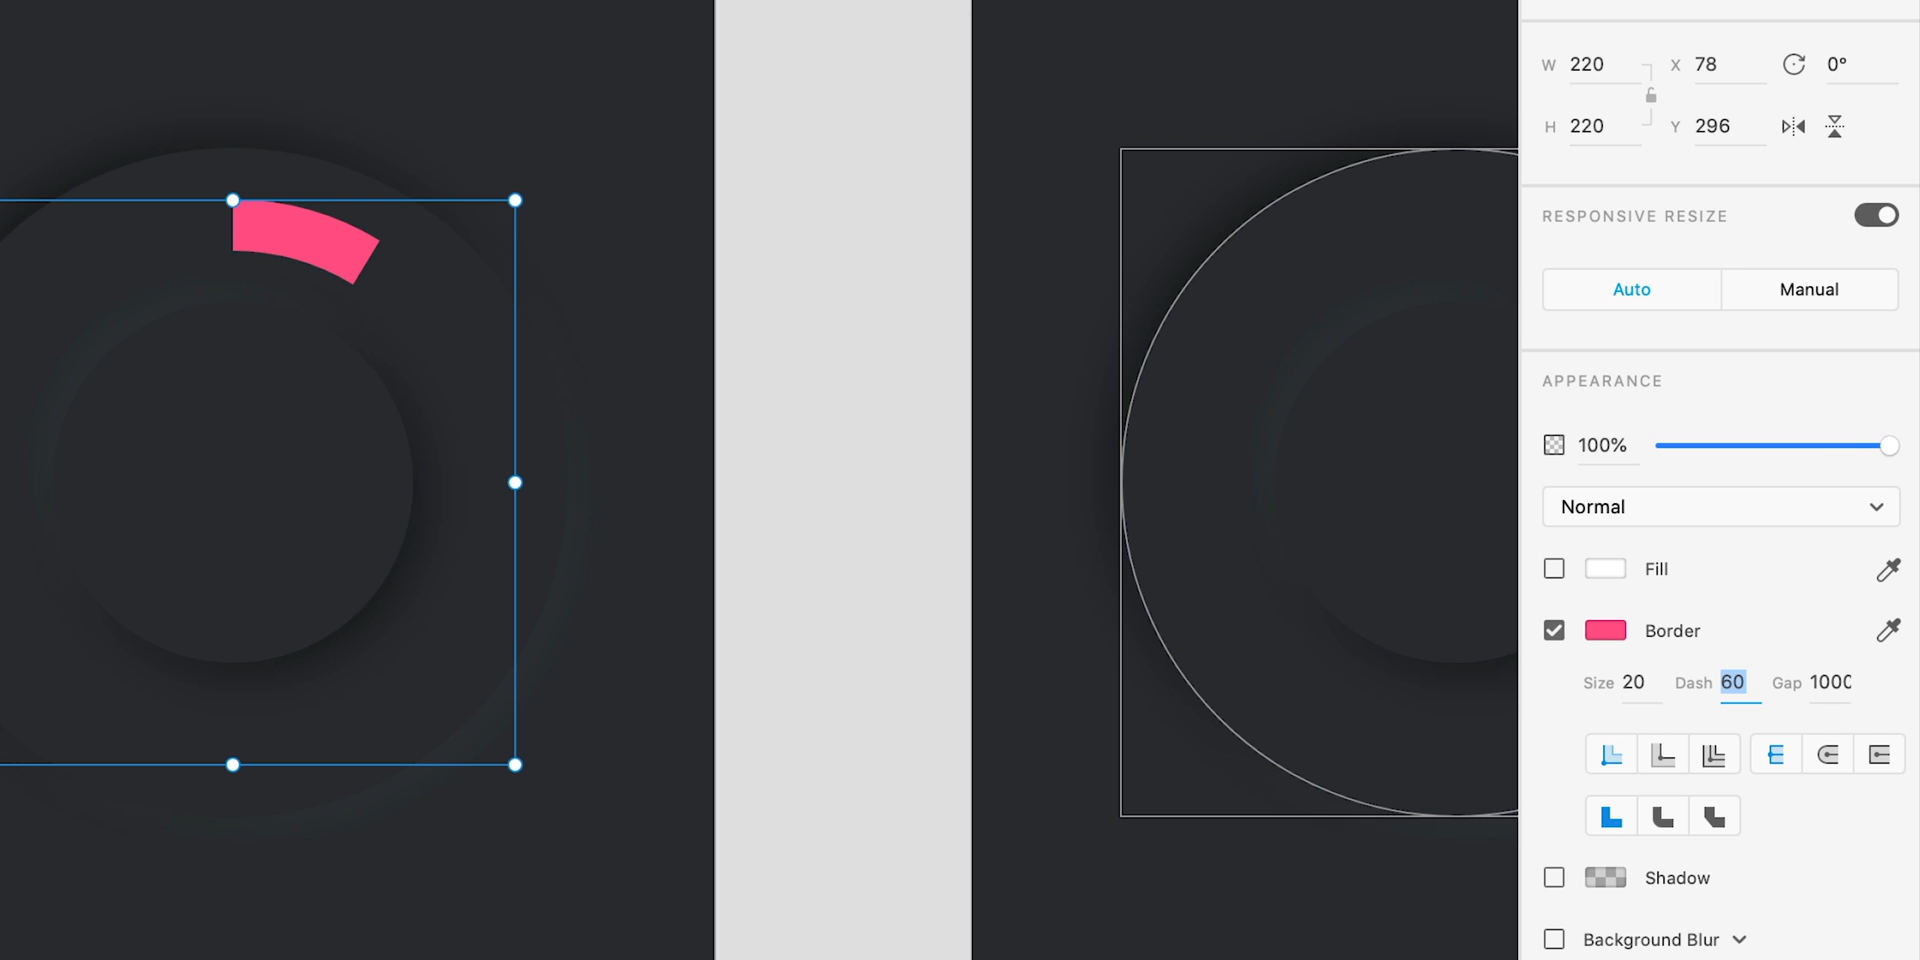 W 220 X 78 0°
H 220 Y 296
RESPONSIVE RESIZE
Auto Manual
APPEARANCE
100%
Normal
Fill
Border
Size 20 Dash 60 Gap 1000
Shadow
Background Blur